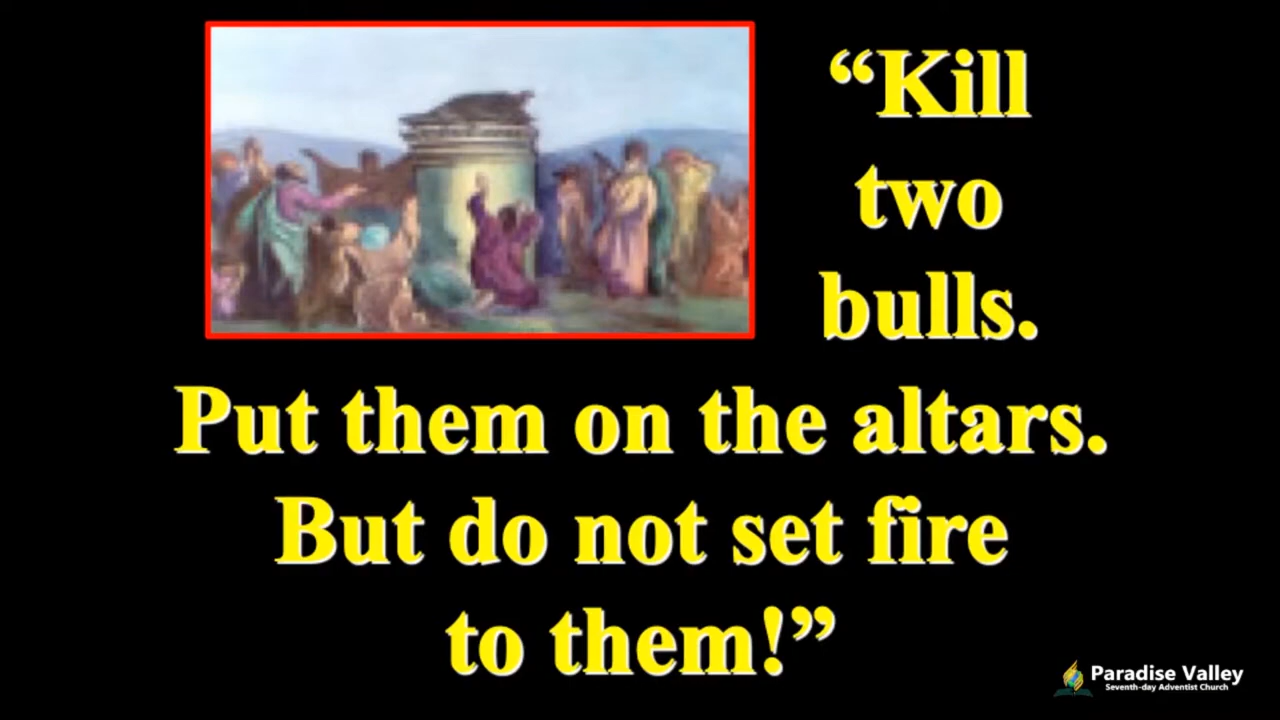 “Kill
two
bulls.
Put them on the altars.
But do not set fire
to them!”
Paradise Valley
Seventh-day Adventist Church